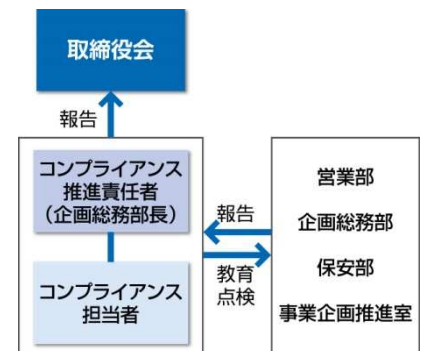 取締役会
報告
コンプライアンス
推進責任者
(企画総務部長)
コンプライアンス
担当者
報告
教育
点検
営業部
企画総務部
保安部
事業企画推進室